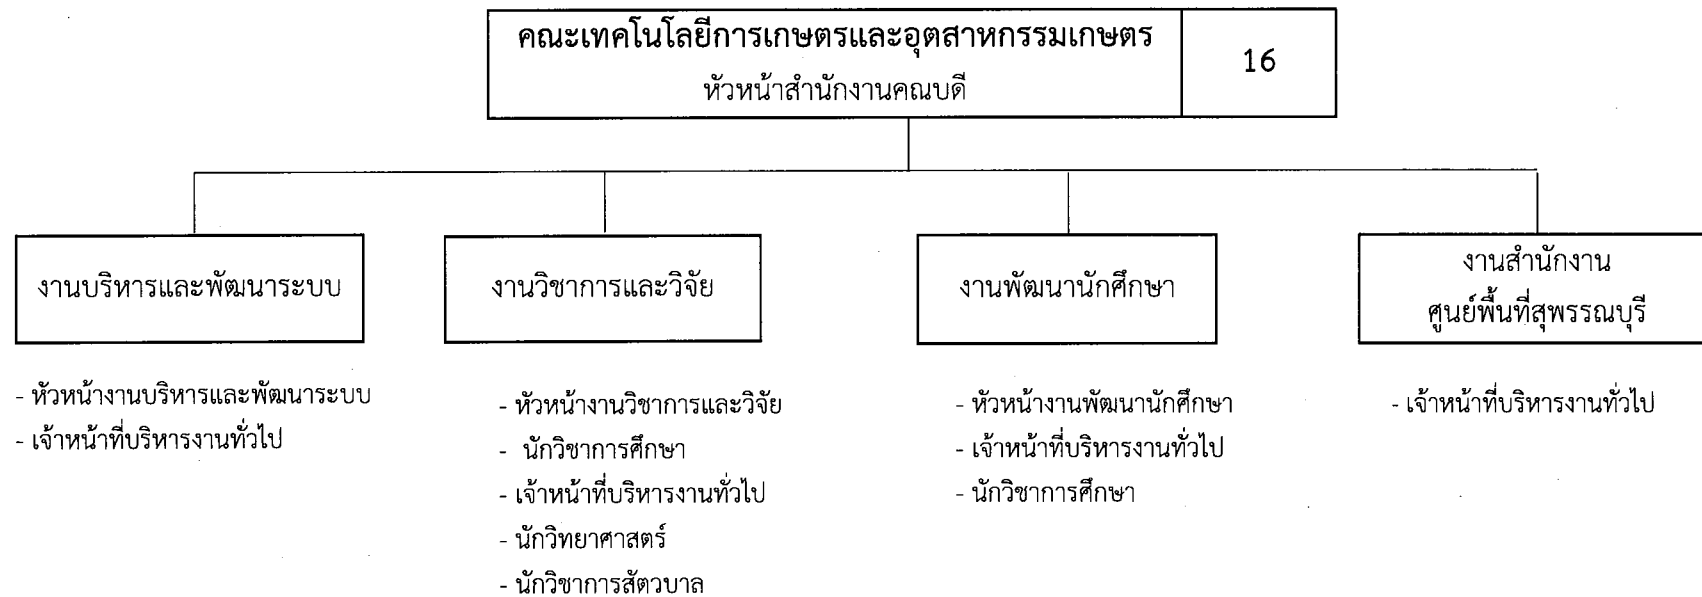 คณะเทคโนโลยีการเกษตรและอุตสาหกรรมเกษตร
หัวหน้าสำนักงานคณบดี
16
งานบริหารและพัฒนาระบบ
- หัวหน้างานบริหารและพัฒนาระบบ
- เจ้าหน้าที่บริหารงานทั่วไป
งานวิชาการและวิจัย
- หัวหน้างานวิชาการและวิจัย
- นักวิชาการศึกษา
- เจ้าหน้าที่บริหารงานทั่วไป
- นักวิทยาศาสตร์
- นักวิชาการสัตวบาล
งานพัฒนานักศึกษา
- หัวหน้างานพัฒนานักศึกษา
- เจ้าหน้าที่บริหารงานทั่วไป
- นักวิชาการศึกษา
งานสำนักงาน
ศูนย์พื้นที่สุพรรณบุรี
- เจ้าหน้าที่บริหารงานทั่วไป